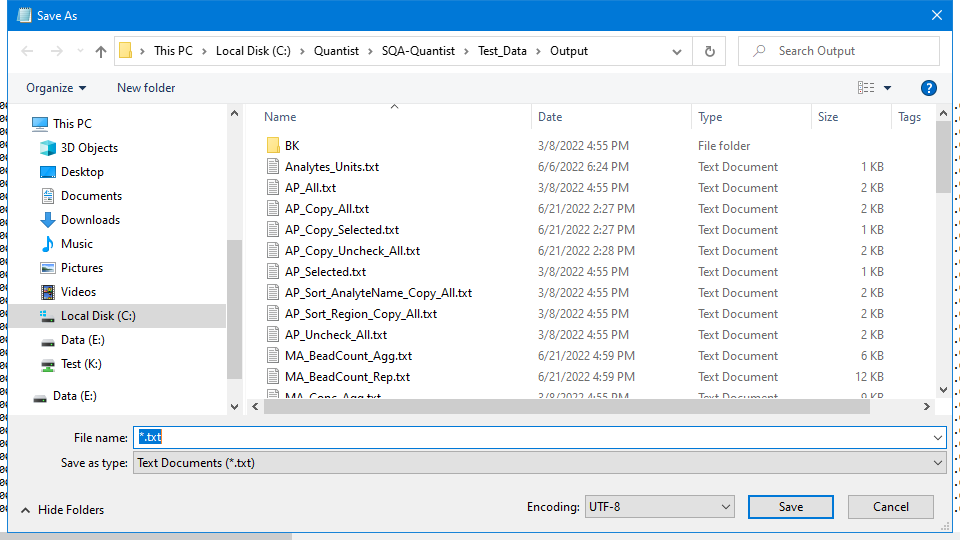 Save As
This PC > Local Disk (C:) > Quantist > SQA-Quantist > Test_Data > Output
Search Output
Organize New folder
Name Date Type Size Tags
This PC
3D Objects
Desktop
Documents
Downloads
Music
Pictures
Videos
Local Disk (C:)
Data (E:)
Test (K:)
Data (E:)
BK 3/8/2022 4:55 PM File folder
Analytes_Units.txt 6/6/2022 6:24 PM Text Document 1 KB
AP_All.txt 3/8/2022 4:55 PM Text Document 2 KB
AP_Copy_All.txt 6/21/2022 2:27 PM Text Document 2 KB
AP_Copy_Selected.txt 6/21/2022 2:27 PM Text Document 1 KB
AP_Copy_Uncheck_All.txt 6/21/2022 2:28 PM Text Document 2 KB
AP_Selected.txt 3/8/2022 4:55 PM Text Document 1 KB
AP_Sort_AnalyteName_Copy_All.txt 3/8/2022 4:55 PM Text Document 2 KB
AP_Sort_Region_Copy_All.txt 3/8/2022 4:55 PM Text Document 2 KB
AP_Uncheck_All.txt 3/8/2022 4:55 PM Text Document 2 KB
MA_BeadCount_Agg.txt 6/21/2022 4:59 PM Text Document 6 KB
MA_BeadCount_Rep.txt 6/21/2022 4:59 PM Text Document 12 KB
MA_Conc_Agg.txt 3/8/2022 4:55 PM Text Document 9 KB
File name: *.txt
Save as type: Text Documents (*.txt)
Hide Folders
Encoding: UTF-8 Save Cancel